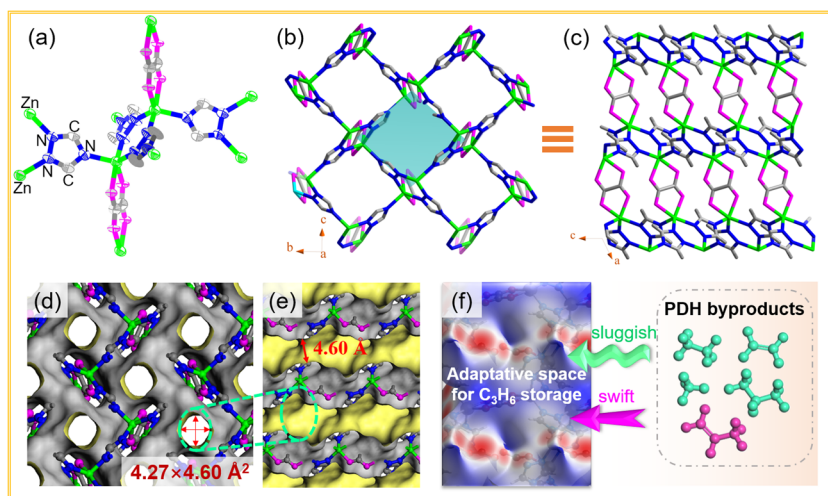 (a)
Zn
C
N
N
N
C
Zn
(b)
c
b
a
(c)
c
a
(d)
4.27×4.60 Å²
(e)
4.60 Å
(f)
Adaptative space
for C₃H₆ storage
sluggish
swift
PDH byproducts